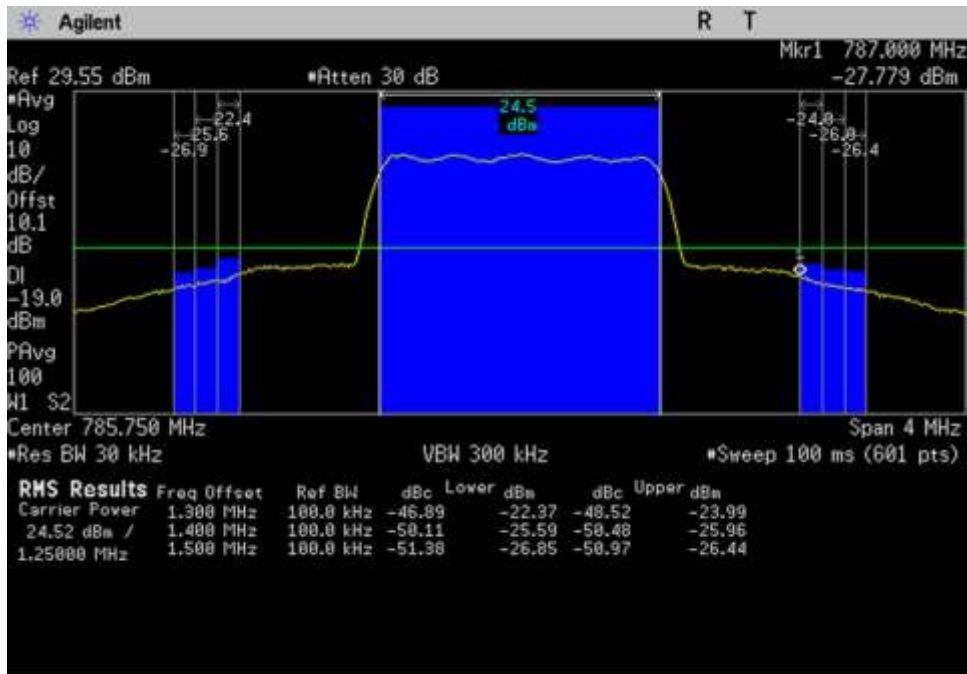 Agilent R T
Mkr1 787.000 MHz
Ref 29.55 dBm #Atten 30 dB -27.779 dBm
#Avg
Log
10
dB/
Offst
10.1
dB
DI
-19.0
dBm
PAvg
100
W1 S2
24.5
dBm
-22.4
-25.6
-26.9
-24.0
-26.0
-26.4
1
Center 785.750 MHz Span 4 MHz
#Res BW 30 kHz VBW 300 kHz #Sweep 100 ms (601 pts)
RMS Results Freq Offset Ref BW dBc Lower dBm dBc Upper dBm
Carrier Power 1.300 MHz 100.0 kHz -46.89 -22.37 -48.52 -23.99
24.52 dBm / 1.400 MHz 100.0 kHz -50.11 -25.59 -50.48 -25.96
1.25000 MHz 1.500 MHz 100.0 kHz -51.38 -26.85 -50.97 -26.44